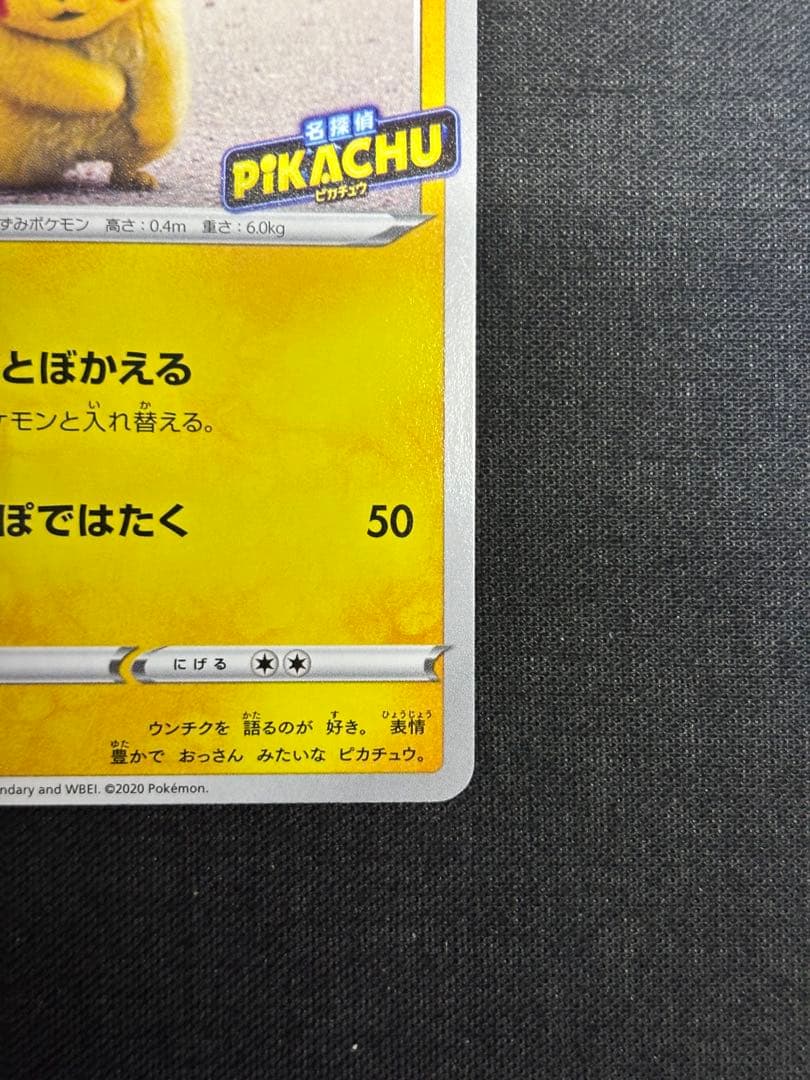 名探偵
PIKACHU
ピカチュウ
ずみポケモン 高さ：0.4m 重さ：6.0kg
とぼかえる
ケモンと入れ替える。
ぽではたく 50
にげる
ウンチクを 語るのが 好き。 表情
豊かで おっさん みたいな ピカチュウ。
ndary and WBEI. ©2020 Pokémon.